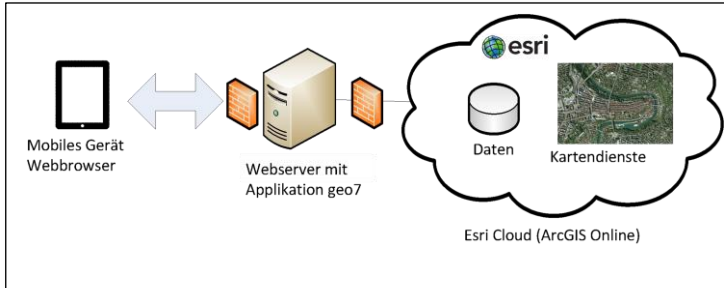 esri
Mobiles Gerät
Webbrowser
Webserver mit
Applikation geo7
Daten
Kartendienste
Esri Cloud (ArcGIS Online)